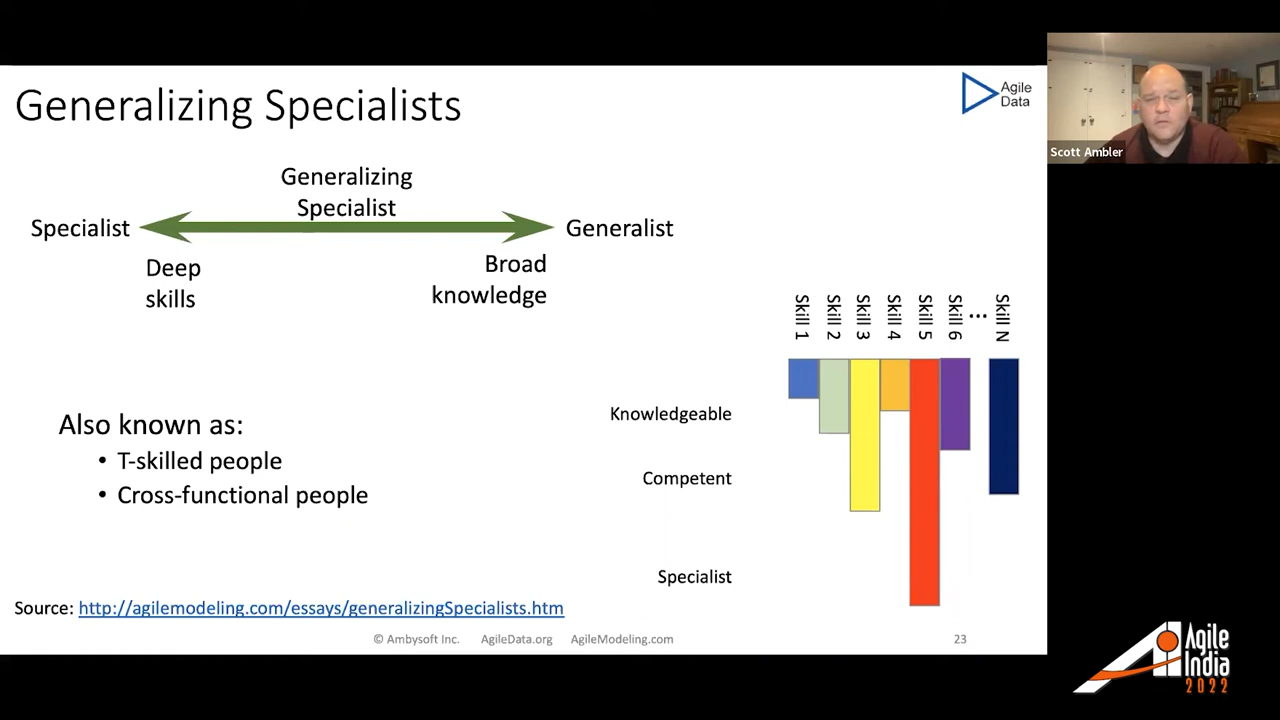 Generalizing Specialists
Agile
Data
Scott Ambler
Generalizing
Specialist
Specialist
Generalist
Deep
skills
Broad
knowledge
Skill 1
Skill 2
Skill 3
Skill 4
Skill 5
Skill 6
...
Skill N
Knowledgeable
Competent
Specialist
Also known as:
• T-skilled people
• Cross-functional people
Source: http://agilemodeling.com/essays/generalizingSpecialists.htm
© Ambysoft Inc. AgileData.org AgileModeling.com
23
Agile
India
2022